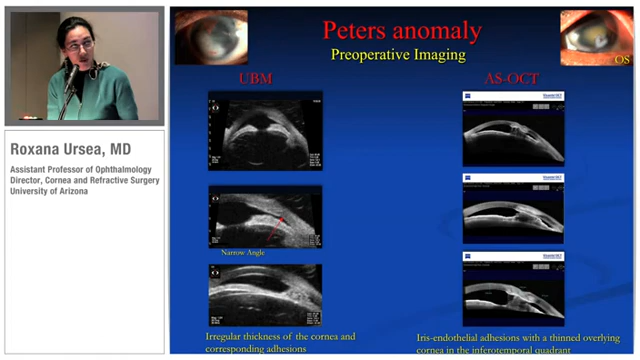 Peters anomaly
Preoperative Imaging
OS
UBM
AS-OCT
Roxana Ursea, MD
Assistant Professor of Ophthalmology
Director, Cornea and Refractive Surgery
University of Arizona
Narrow Angle
Irregular thickness of the cornea and
corresponding adhesions
Iris-endothelial adhesions with a thinned overlying
cornea in the inferotemporal quadrant